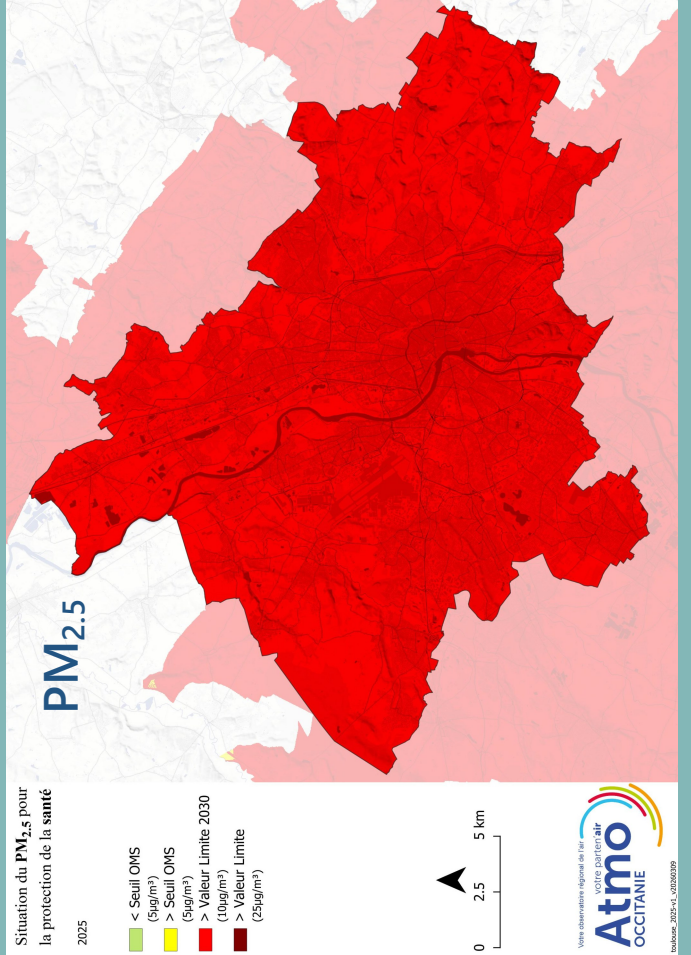 PM2.5
Situation du PM2.5 pour
la protection de la santé
2025
< Seuil OMS
(5µg/m³)
> Seuil OMS
(5µg/m³)
> Valeur Limite 2030
(10µg/m³)
> Valeur Limite
(25µg/m³)
0 2.5 5 km
Votre observatoire régional de l'air
votre parten'air
Atmo
OCCITANIE
toulouse_2025-v1_v20260309